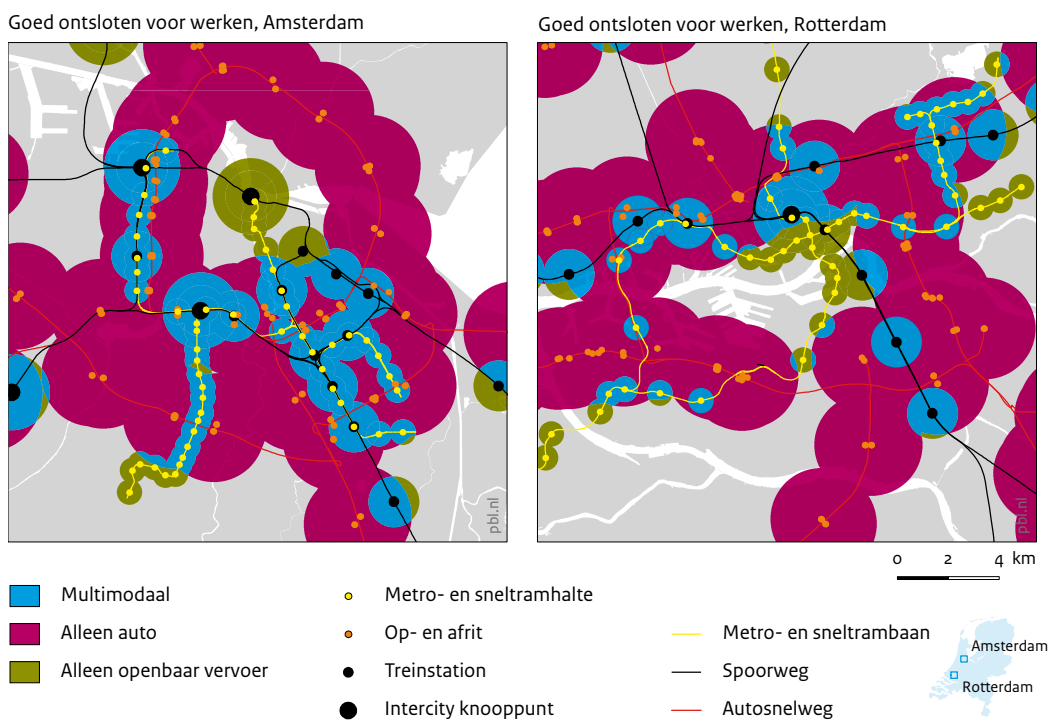 Goed ontsloten voor werken, Amsterdam
Goed ontsloten voor werken, Rotterdam
pbl.nl
pbl.nl
0 2 4 km
Multimodaal
Alleen auto
Alleen openbaar vervoer
Metro- en sneltramhalte
Op- en afrit
Treinstation
Intercity knooppunt
Metro- en sneltrambaan
Spoorweg
Autosnelweg
Amsterdam
Rotterdam